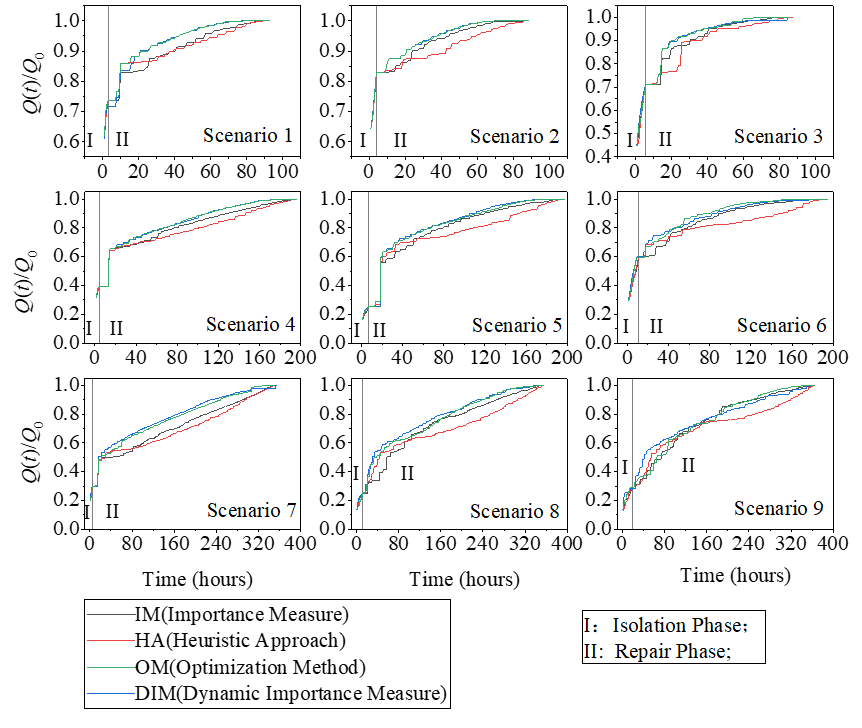 Q(t)/Q0
1.0
0.9
0.8
0.7
0.6
I II
Scenario 1
0 20 40 60 80 100
1.0
0.9
0.8
0.7
0.6
I II
Scenario 2
0 20 40 60 80 100
1.0
0.9
0.8
0.7
0.6
0.5
0.4
I II
Scenario 3
0 20 40 60 80 100
Q(t)/Q0
1.0
0.8
0.6
0.4
0.2
0.0
I II
Scenario 4
0 40 80 120 160 200
1.0
0.8
0.6
0.4
0.2
0.0
I II
Scenario 5
0 40 80 120 160 200
1.0
0.8
0.6
0.4
0.2
0.0
I II
Scenario 6
0 40 80 120 160 200
Q(t)/Q0
1.0
0.8
0.6
0.4
0.2
0.0
I II
Scenario 7
0 80 160 240 320 400
Time (hours)
1.0
0.8
0.6
0.4
0.2
0.0
I II
Scenario 8
0 80 160 240 320 400
Time (hours)
1.0
0.8
0.6
0.4
0.2
0.0
I II
Scenario 9
0 80 160 240 320 400
Time (hours)
IM(Importance Measure)
HA(Heuristic Approach)
OM(Optimization Method)
DIM(Dynamic Importance Measure)
I: Isolation Phase;
II: Repair Phase;